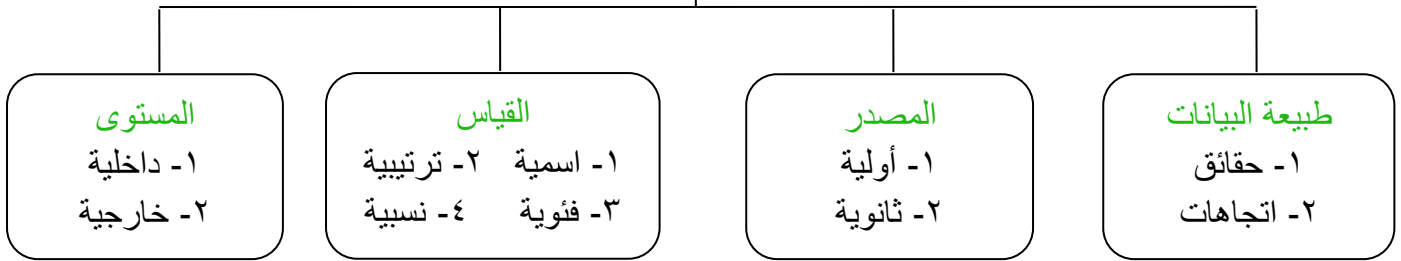 طبيعة البيانات
١- حقائق
٢- اتجاهات
المصدر
١- أولية
٢- ثانوية
القياس
١- اسمية ٢- ترتيبية
٣- فئوية ٤- نسبية
المستوى
١- داخلية
٢- خارجية